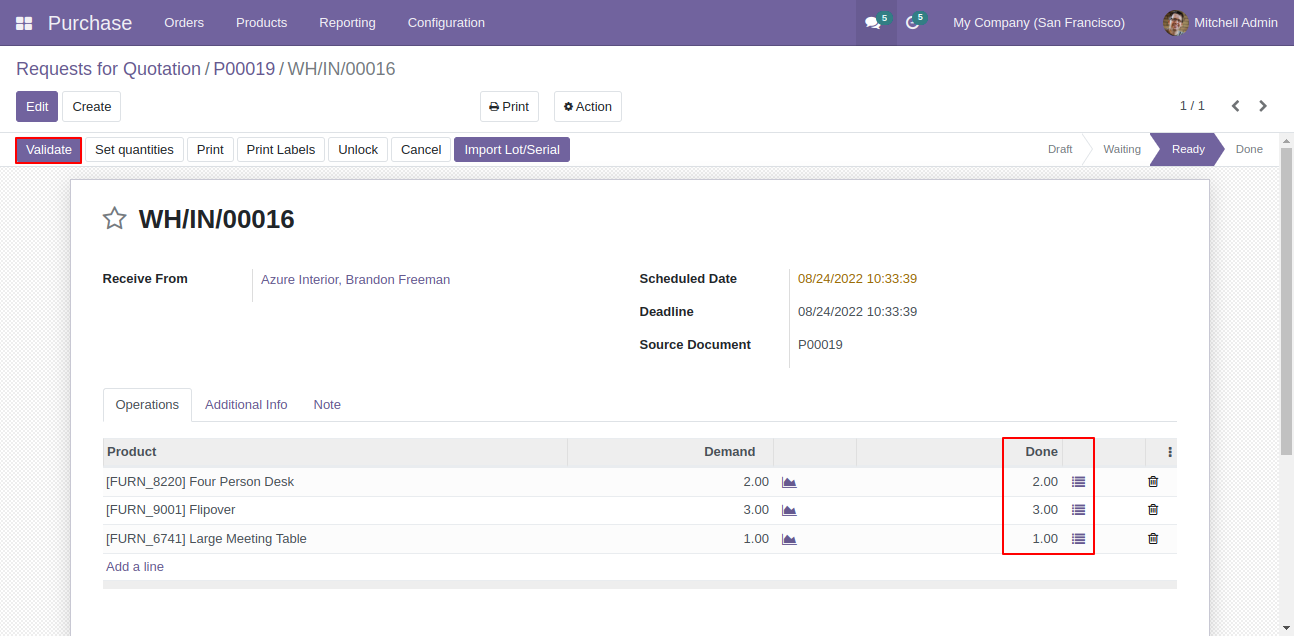 Purchase Orders Products Reporting Configuration 5 5 My Company (San Francisco) Mitchell Admin
Requests for Quotation / P00019 / WH/IN/00016
Edit Create Print Action 1 / 1
Validate Set quantities Print Print Labels Unlock Cancel Import Lot/Serial Draft Waiting Ready Done
WH/IN/00016
Receive From Azure Interior, Brandon Freeman Scheduled Date 08/24/2022 10:33:39
Deadline 08/24/2022 10:33:39
Source Document P00019
Operations Additional Info Note
Product Demand Done
[FURN_8220] Four Person Desk 2.00 2.00
[FURN_9001] Flipover 3.00 3.00
[FURN_6741] Large Meeting Table 1.00 1.00
Add a line